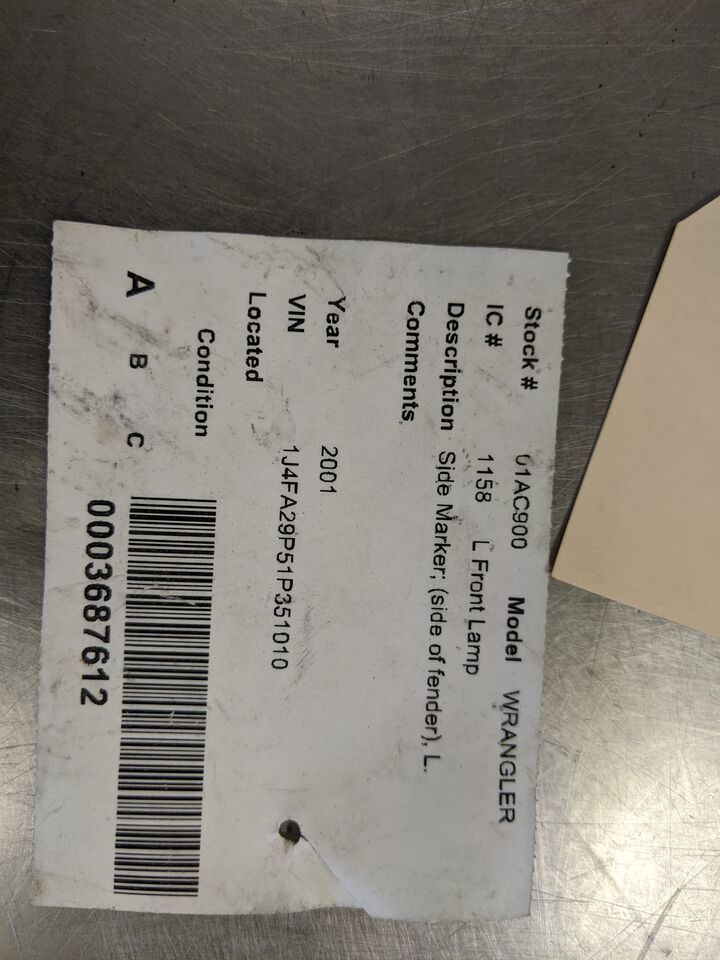 Stock # 01AC900 Model WRANGLER
IC # 1158 L Front Lamp
Description Side Marker; (side of fender), L.
Comments
Year 2001
VIN 1J4FA29P51P351010
Located
Condition
A B C
0003687612